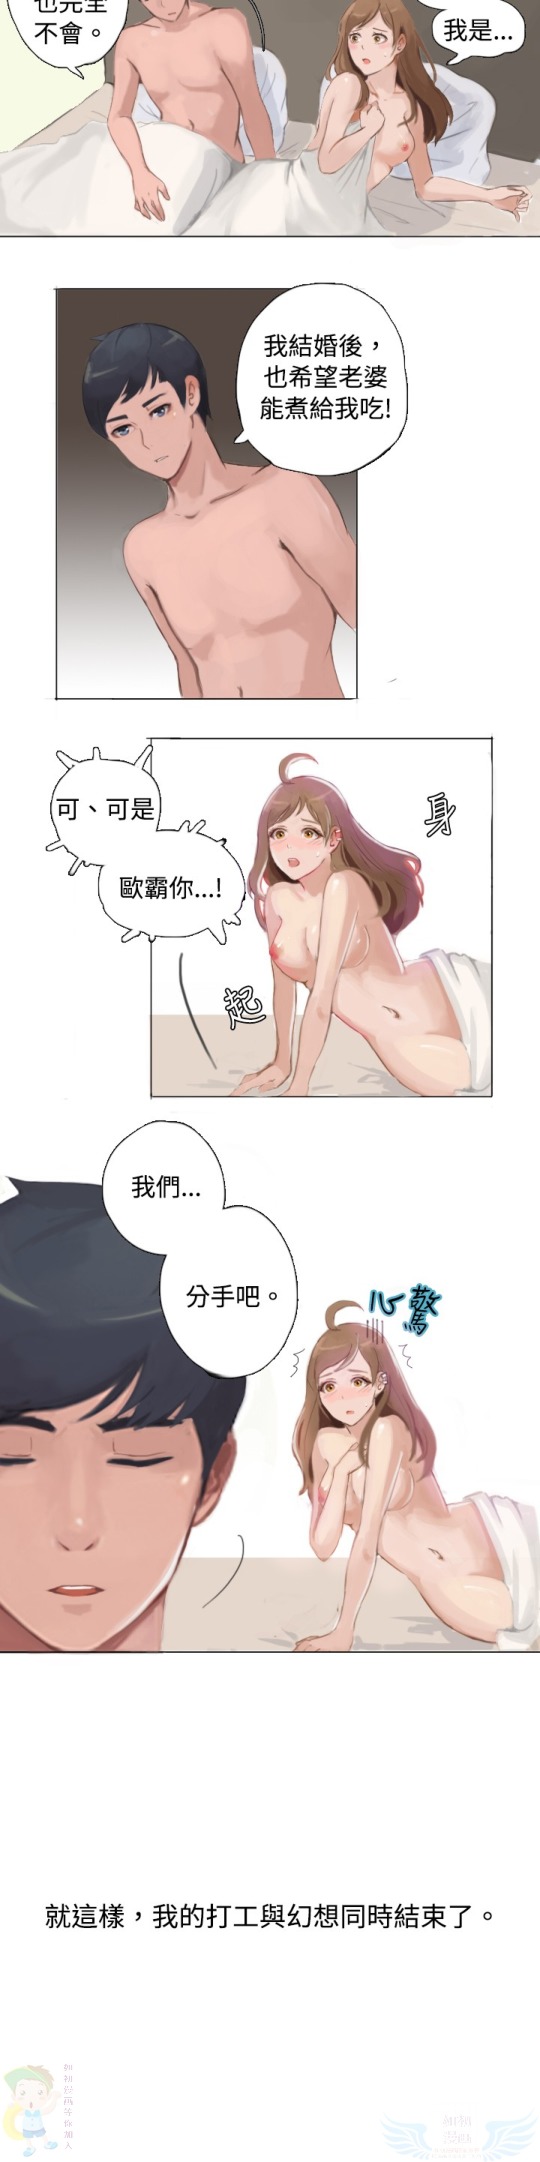 也完全
不會。
我是...
我結婚後，
也希望老婆
能煮給我吃!
可、可是
歐霸你...!
身
起
我們...
分手吧。
心驚
就這樣，我的打工與幻想同時結束了。